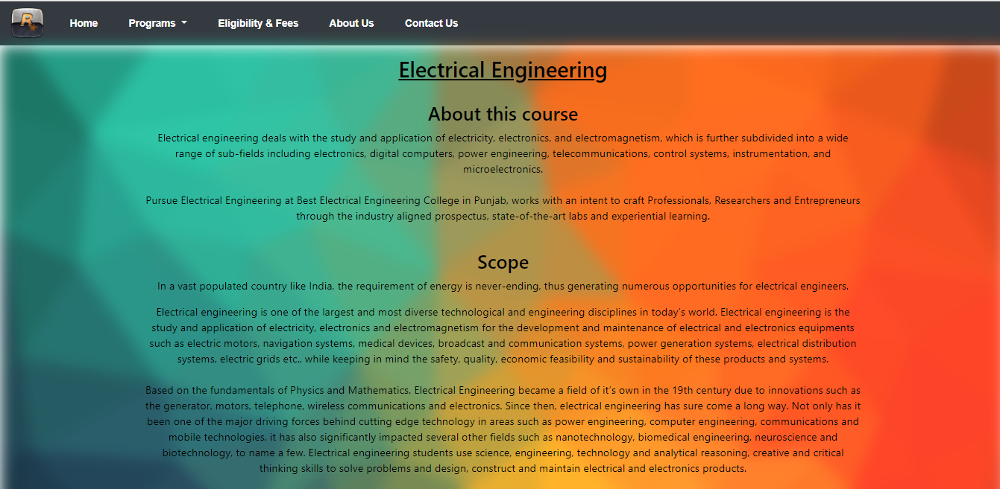 R
Home Programs Eligibility & Fees About Us Contact Us
Electrical Engineering
About this course
Electrical engineering deals with the study and application of electricity, electronics, and electromagnetism, which is further subdivided into a wide
range of sub-fields including electronics, digital computers, power engineering, telecommunications, control systems, instrumentation, and
microelectronics.
Pursue Electrical Engineering at Best Electrical Engineering College in Punjab, works with an intent to craft Professionals, Researchers and Entrepreneurs
through the industry aligned prospectus, state-of-the-art labs and experiential learning.
Scope
In a vast populated country like India, the requirement of energy is never-ending, thus generating numerous opportunities for electrical engineers.
Electrical engineering is one of the largest and most diverse technological and engineering disciplines in today's world. Electrical engineering is the
study and application of electricity, electronics and electromagnetism for the development and maintenance of electrical and electronics equipments
such as electric motors, navigation systems, medical devices, broadcast and communication systems, power generation systems, electrical distribution
systems, electric grids etc., while keeping in mind the safety, quality, economic feasibility and sustainability of these products and systems.
Based on the fundamentals of Physics and Mathematics, Electrical Engineering became a field of it's own in the 19th century due to innovations such as
the generator, motors, telephone, wireless communications and electronics. Since then, electrical engineering has sure come a long way. Not only has it
been one of the major driving forces behind cutting edge technology in areas such as power engineering, computer engineering, communications and
mobile technologies, it has also significantly impacted several other fields such as nanotechnology, biomedical engineering, neuroscience and
biotechnology, to name a few. Electrical engineering students use science, engineering, technology and analytical reasoning, creative and critical
thinking skills to solve problems and design, construct and maintain electrical and electronics products.